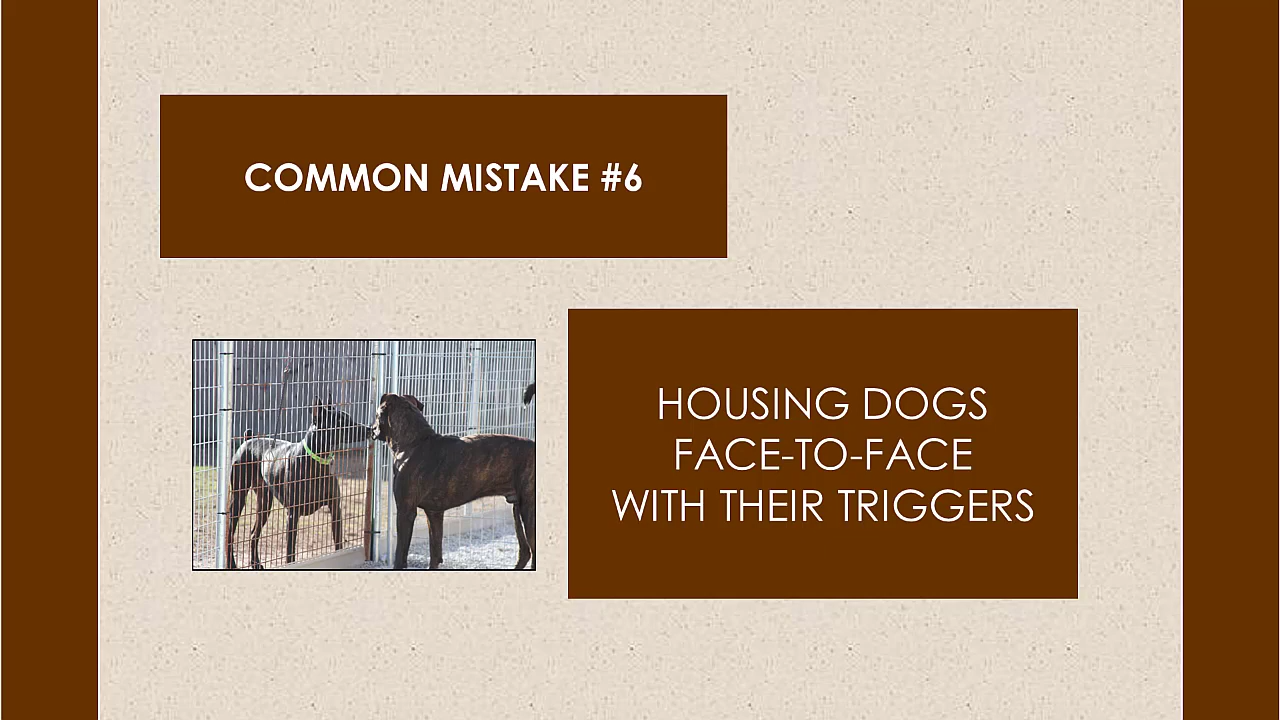 COMMON MISTAKE #6
HOUSING DOGS
FACE-TO-FACE
WITH THEIR TRIGGERS